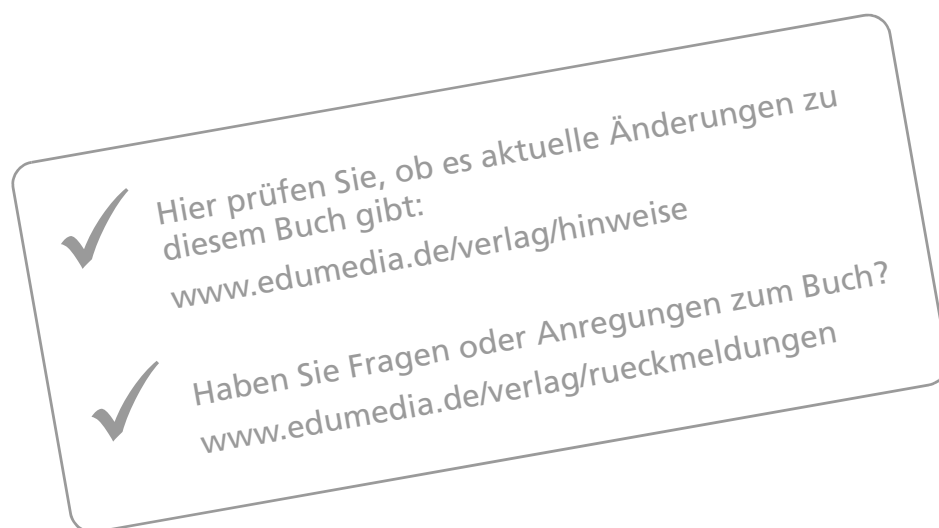 Hier prüfen Sie, ob es aktuelle Änderungen zu
diesem Buch gibt:
www.edumedia.de/verlag/hinweise
Haben Sie Fragen oder Anregungen zum Buch?
www.edumedia.de/verlag/rueckmeldungen